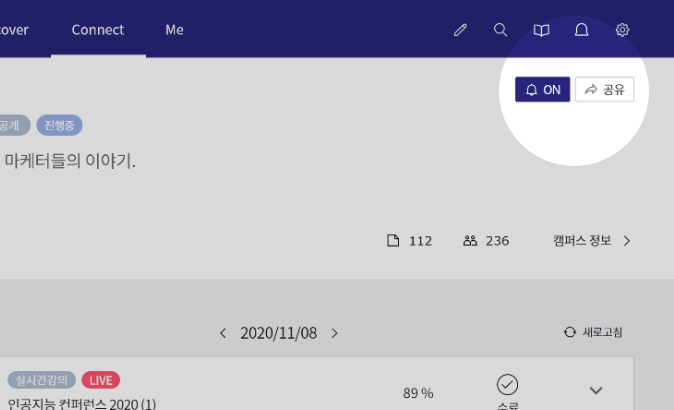 over Connect Me
ON 공유
공개 진행중
마케터들의 이야기.
112 236 캠퍼스 정보
2020/11/08 새로고침
실시간강의 LIVE
인공지능 컨퍼런스 2020 (1) 89 % 수료